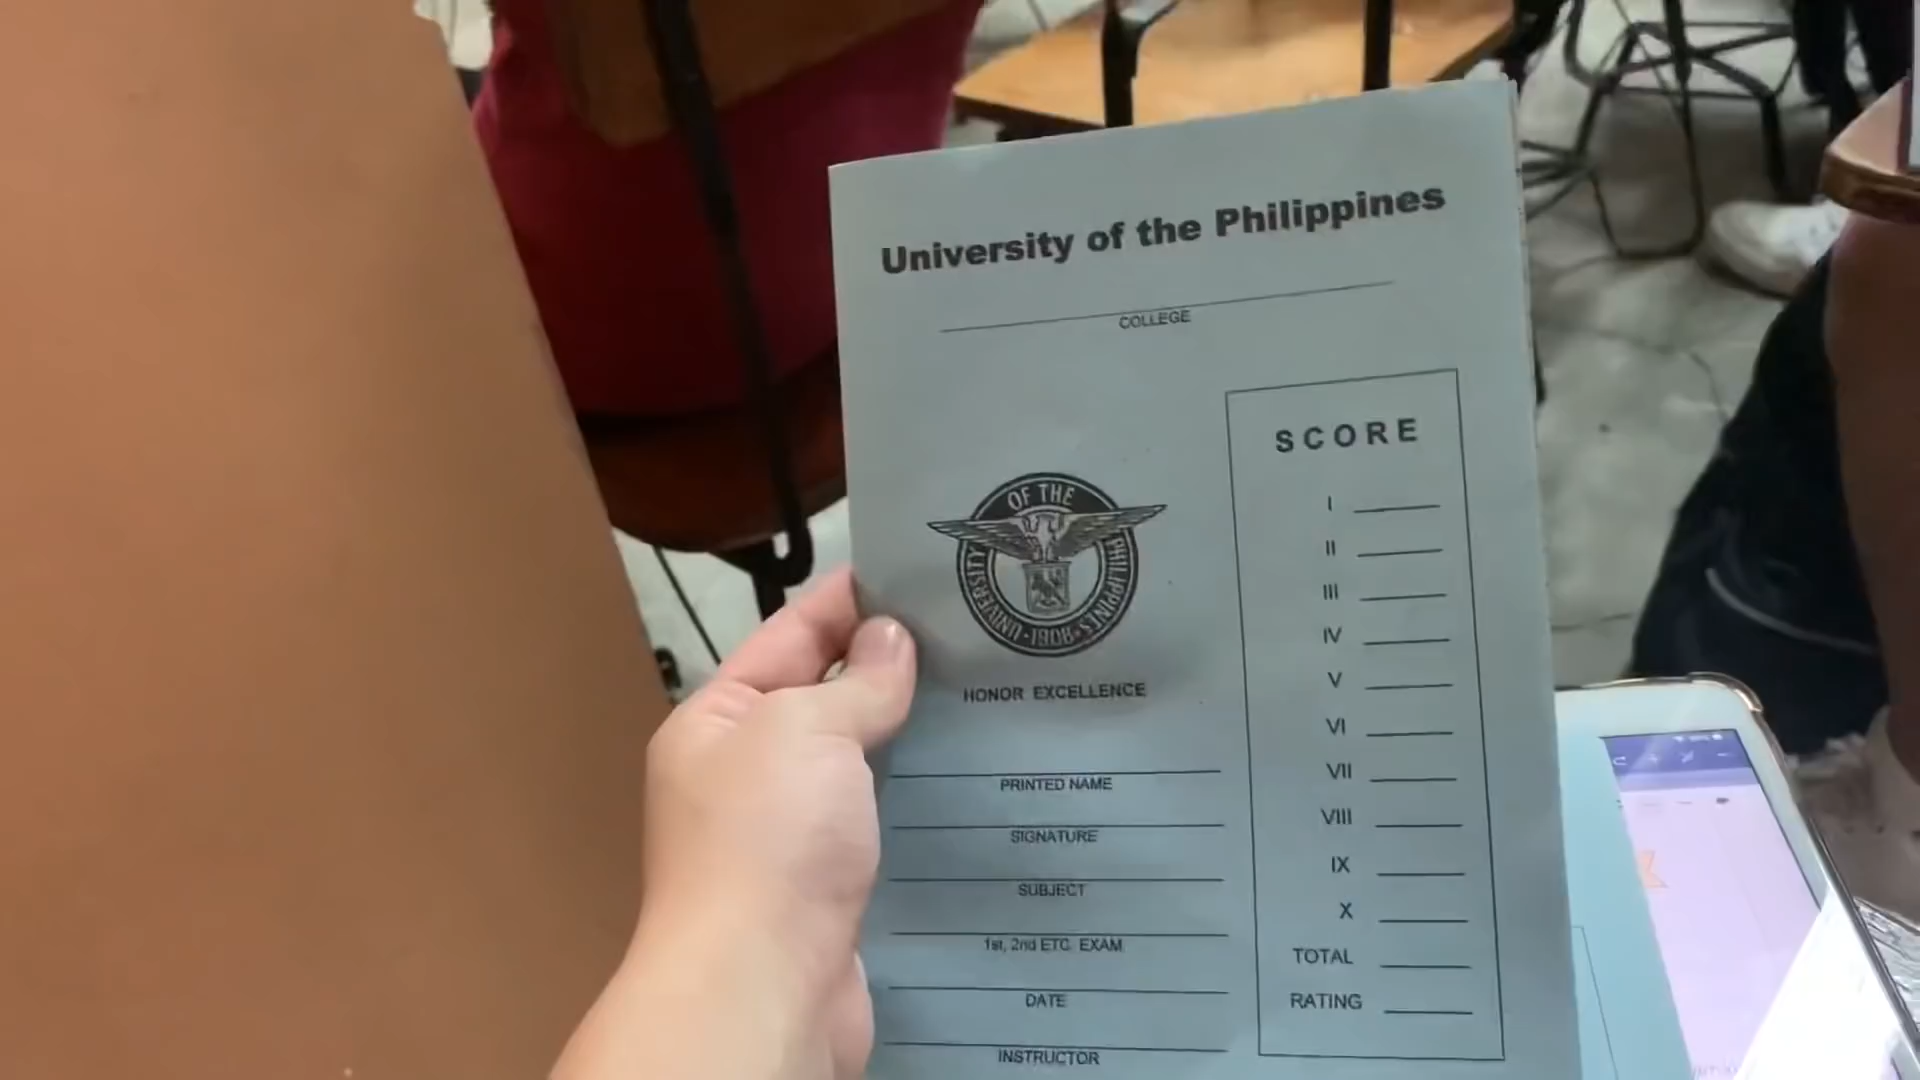 University of the Philippines
COLLEGE
SCORE
I
II
III
IV
V
VI
VII
VIII
IX
X
TOTAL
RATING
UNIVERSITY OF THE PHILIPPINES
1908
HONOR EXCELLENCE
PRINTED NAME
SIGNATURE
SUBJECT
1st, 2nd ETC. EXAM
DATE
INSTRUCTOR